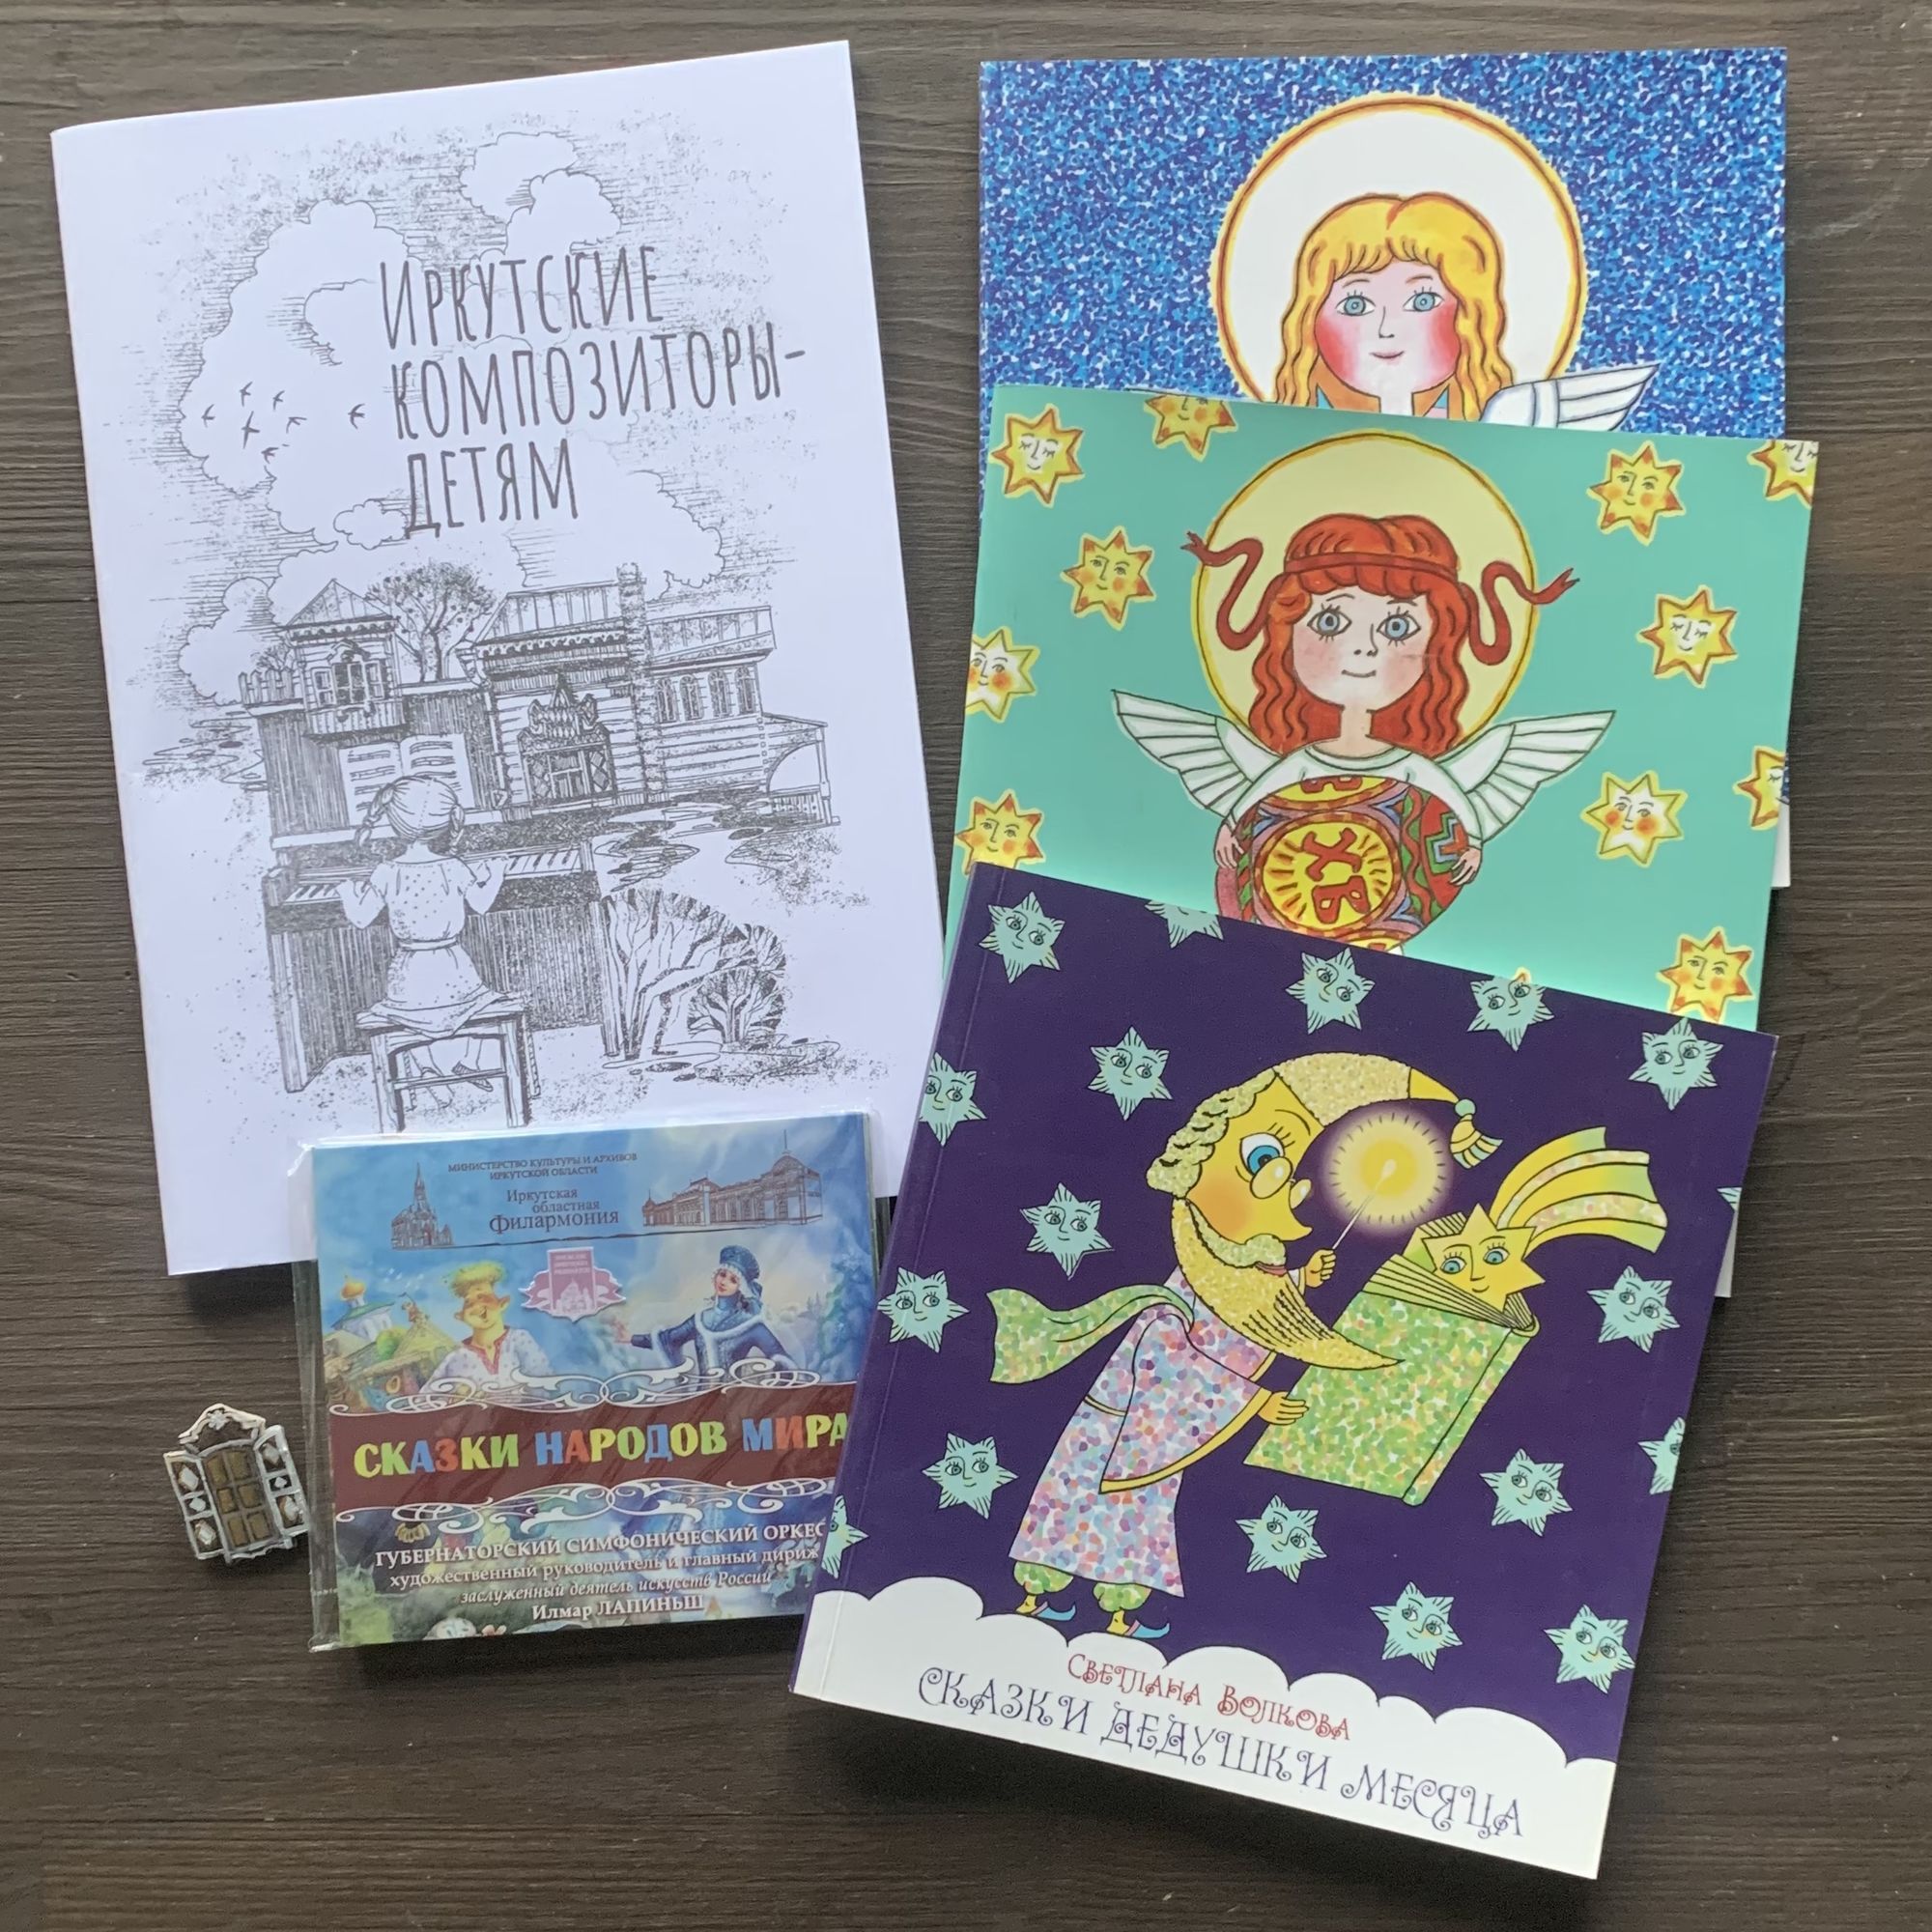 ИРКУТСКИЕ
КОМПОЗИТОРЫ-
ДЕТЯМ
ХВ
МИНИСТЕРСТВО КУЛЬТУРЫ И АРХИВОВ
ИРКУТСКОЙ ОБЛАСТИ
Иркутская
областная
Филармония
СКАЗКИ НАРОДОВ МИРА
ГУБЕРНАТОРСКИЙ СИМФОНИЧЕСКИЙ ОРКЕС
художественный руководитель и главный дириж
заслуженный деятель искусств России
Илмар ЛАПИНЬШ
СВЕТЛАНА ВОЛКОВА
СКАЗКИ ДЕДУШКИ МЕСЯЦА